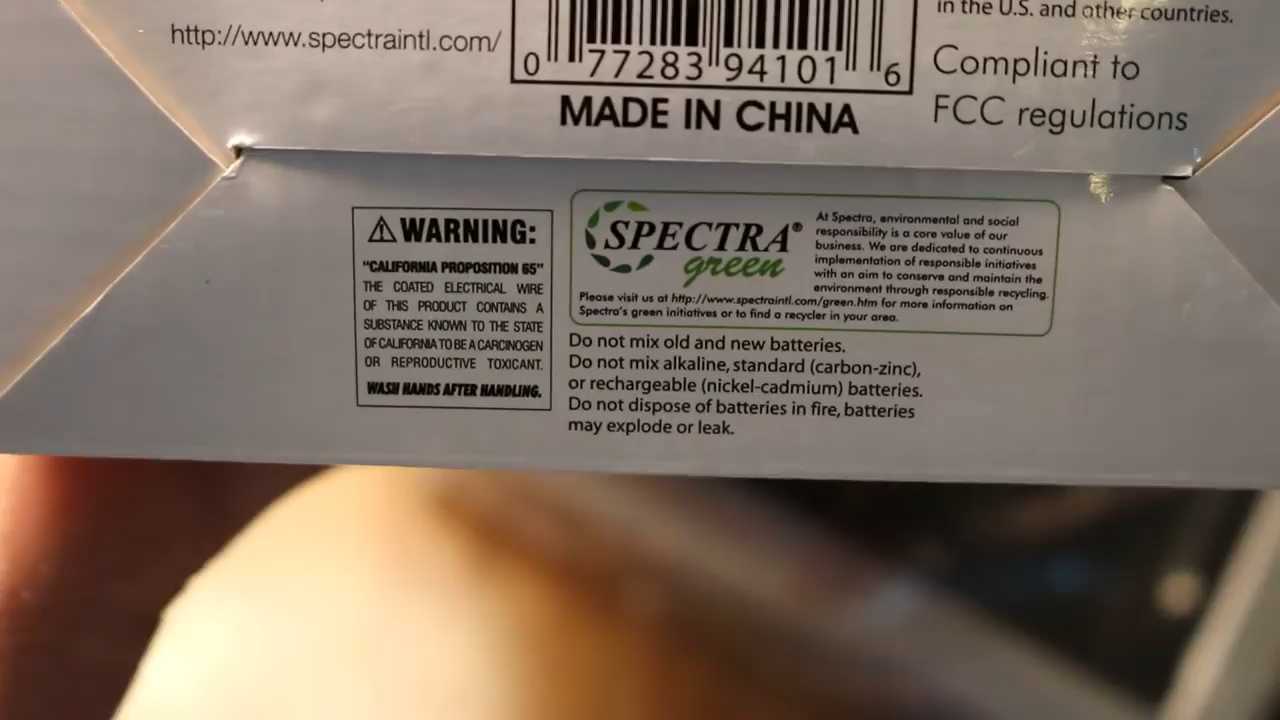 in the U.S. and other countries.
http://www.spectraintl.com/
0 77283 94101 6
Compliant to
FCC regulations
MADE IN CHINA
WARNING:
"CALIFORNIA PROPOSITION 65"
THE COATED ELECTRICAL WIRE
OF THIS PRODUCT CONTAINS A
SUBSTANCE KNOWN TO THE STATE
OF CALIFORNIA TO BE A CARCINOGEN
OR REPRODUCTIVE TOXICANT.
WASH HANDS AFTER HANDLING.
SPECTRA®
green
At Spectra, environmental and social
responsibility is a core value of our
business. We are dedicated to continuous
implementation of responsible initiatives
with an aim to conserve and maintain the
environment through responsible recycling.
Please visit us at http://www.spectraintl.com/green.htm for more information on
Spectra's green initiatives or to find a recycler in your area.
Do not mix old and new batteries.
Do not mix alkaline, standard (carbon-zinc),
or rechargeable (nickel-cadmium) batteries.
Do not dispose of batteries in fire, batteries
may explode or leak.